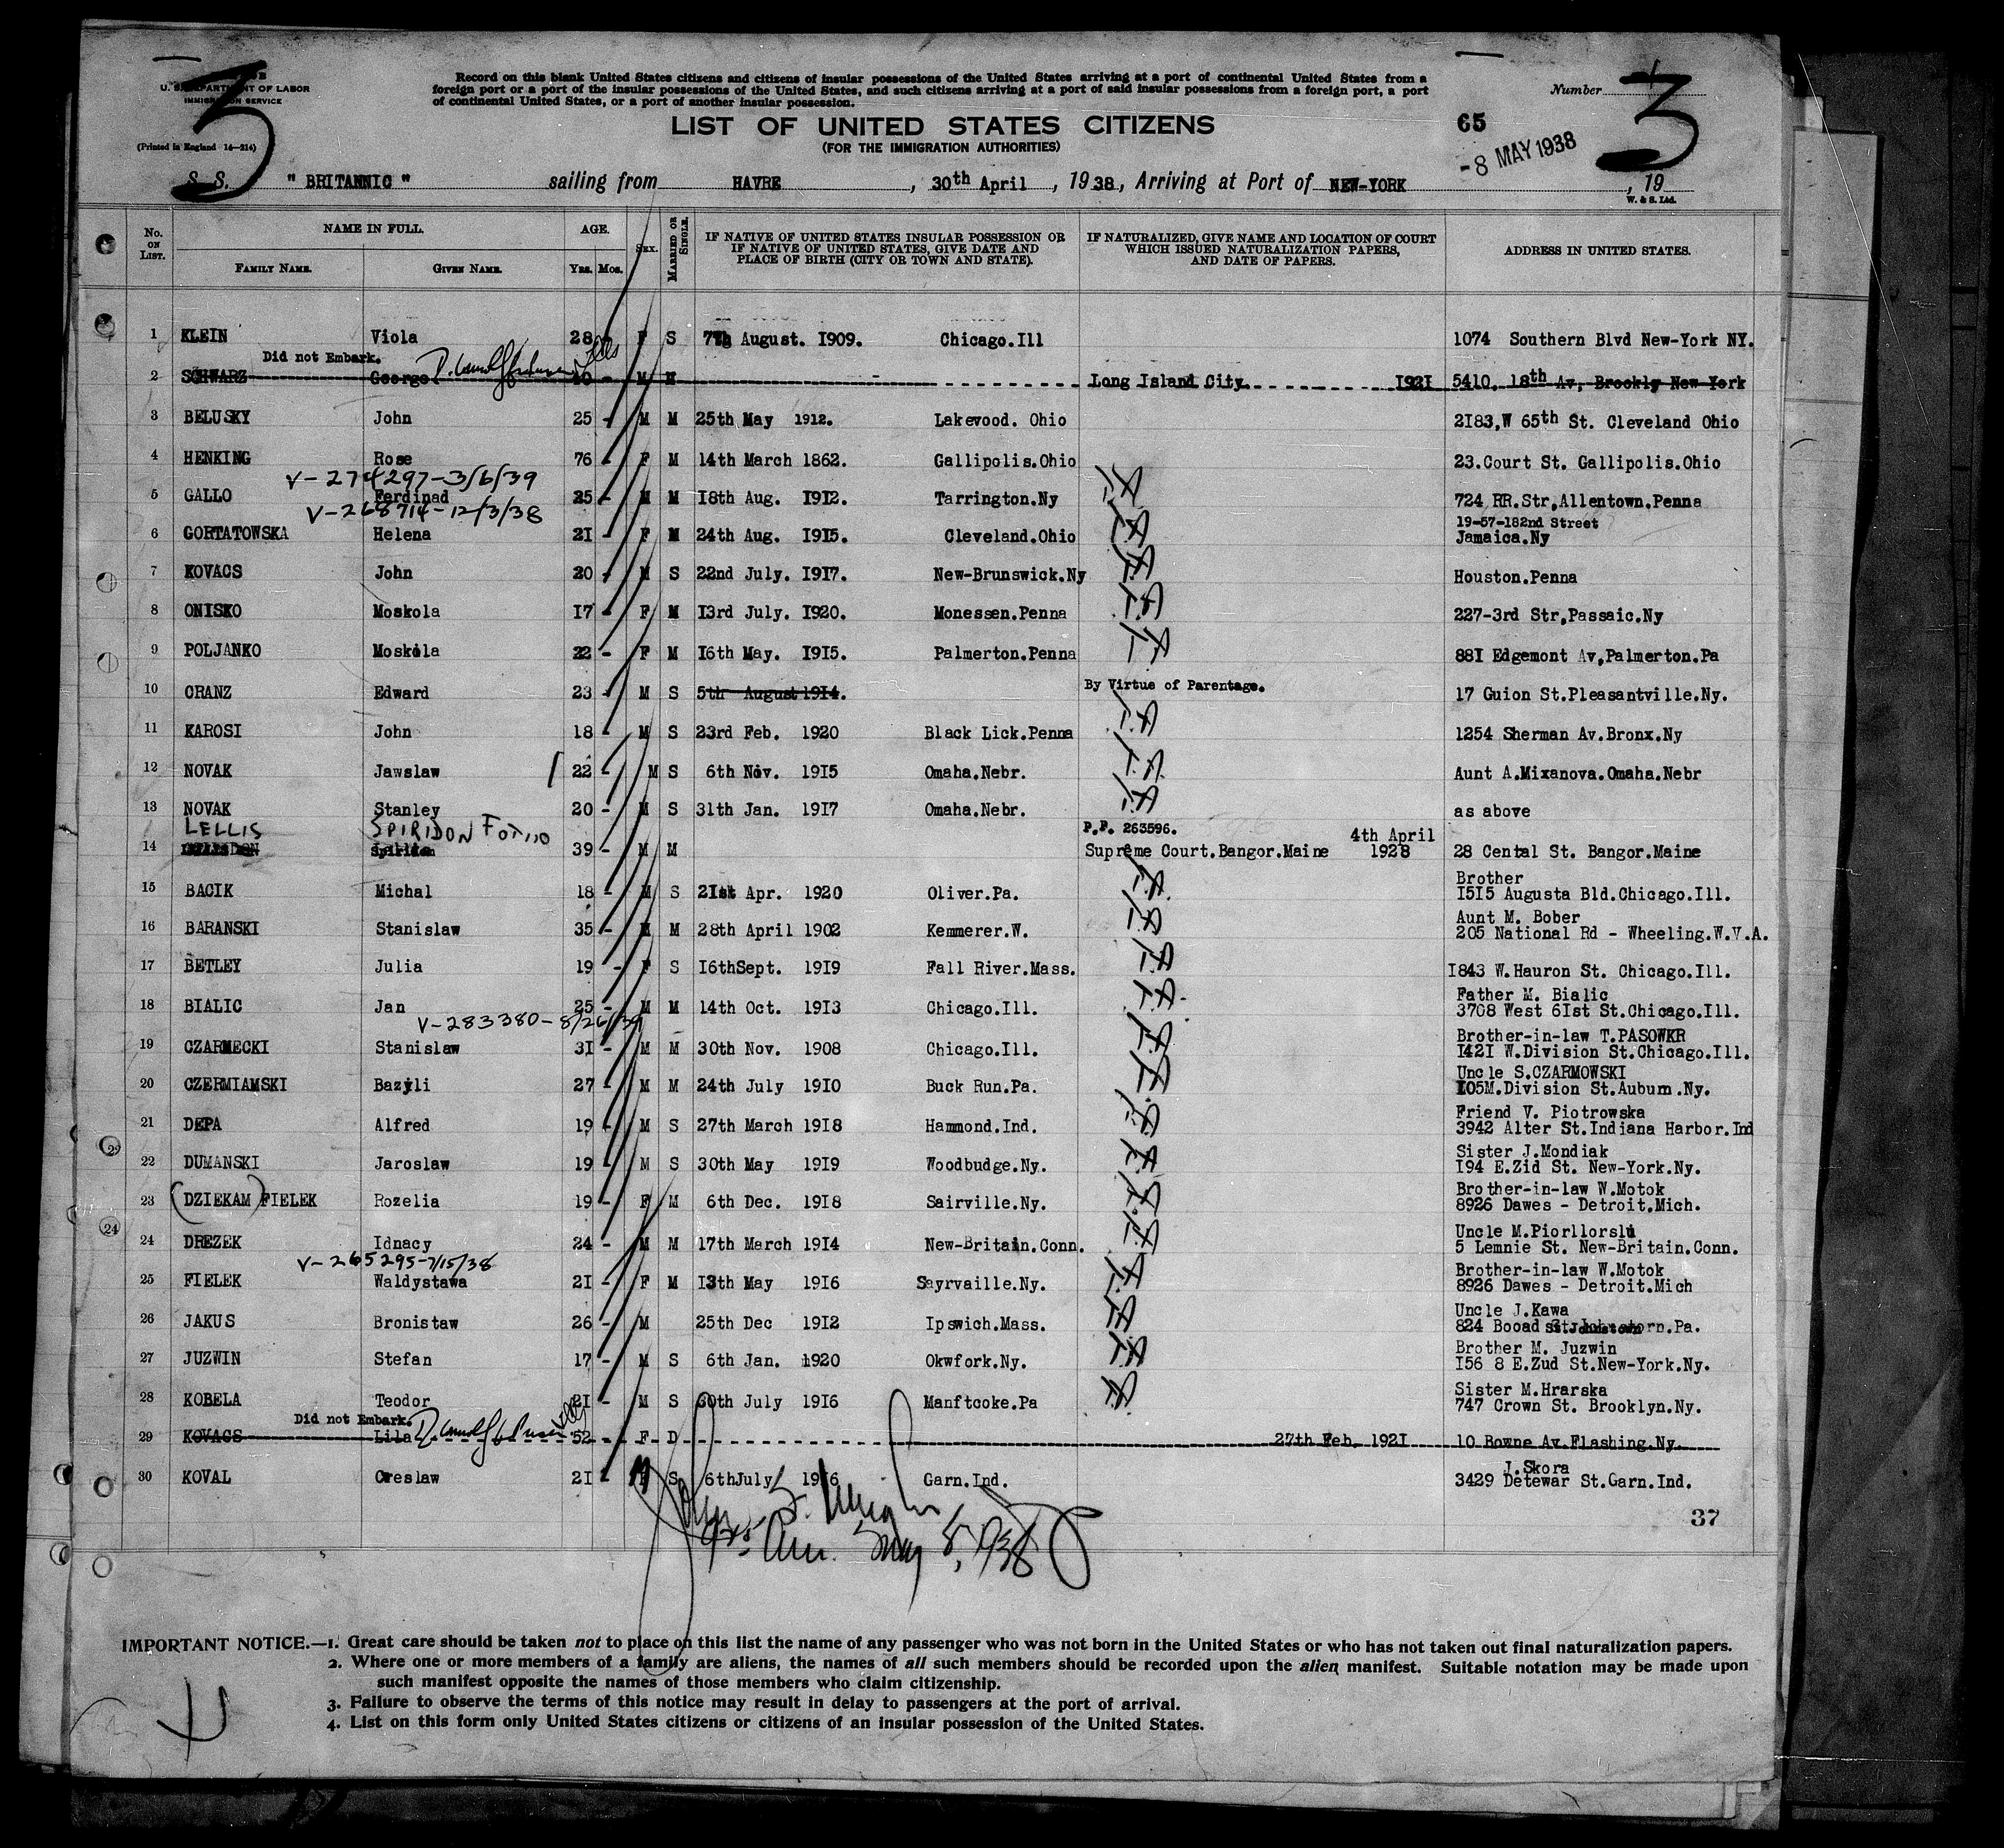 U. S. DEPARTMENT OF LABOR
IMMIGRATION SERVICE
(Printed in England 14—214)
3
Record on this blank United States citizens and citizens of insular possessions of the United States arriving at a port of continental United States from a
foreign port or a port of the insular possessions of the United States, and such citizens arriving at a port of said insular possessions from a foreign port, a port
of continental United States, or a port of another insular possession.
Number 3
LIST OF UNITED STATES CITIZENS
(FOR THE IMMIGRATION AUTHORITIES)
65
-8 MAY 1938
S. S. " BRITANNIC " sailing from HAVRE , 30th April , 1938, Arriving at Port of NEW-YORK , 19
W. & S. Ltd.
No. ON LIST. NAME IN FULL. AGE. SEX. MARRIED OR SINGLE. IF NATIVE OF UNITED STATES INSULAR POSSESSION OR IF NATIVE OF UNITED STATES, GIVE DATE AND PLACE OF BIRTH (CITY OR TOWN AND STATE). IF NATURALIZED, GIVE NAME AND LOCATION OF COURT WHICH ISSUED NATURALIZATION PAPERS, AND DATE OF PAPERS. ADDRESS IN UNITED STATES.
FAMILY NAME. GIVEN NAME. YRS. MOS.
1 KLEIN Viola 28 F S 7th August. 1909. Chicago.Ill 1074 Southern Blvd New-York NY.
Did not Embark.
2 SCHWARZ George 40 - M M Long Island City 1921 5410, 18th Av, Brookly New York
3 BELUSKY John 25 - M M 25th May 1912. Lakewood. Ohio 2183,W 65th St. Cleveland Ohio
4 HENKING Rose 76 - F M 14th March 1862. Gallipolis.Ohio 23.Court St. Gallipolis.Ohio
V-274297-3/6/39
5 GALLO Ferdinad 25 - M M 18th Aug. 1912. Tarrington.Ny 724 RR.Str,Allentown.Penna
V-268714-12/3/38
19-57-182nd Street
6 GORTATOWSKA Helena 21 - F M 24th Aug. 1915. Cleveland.Ohio Jamaica.Ny
7 KOVACS John 20 - M S 22nd July. 1917. New-Brunswick.Ny Houston.Penna
8 ONISKO Moskola 17 - F M 13rd July. 1920. Monessen.Penna 227-3rd Str,Passaic.Ny
9 POLJANKO Moskola 22 - F M 16th May. 1915. Palmerton.Penna 881 Edgemont Av,Palmerton.Pa
10 CRANZ Edward 23 - M S 5th August 1914. By Virtue of Parentage. 17 Guion St.Pleasantville.Ny.
11 KAROSI John 18 - M S 23rd Feb. 1920 Black Lick.Penna 1254 Sherman Av.Bronx.Ny
12 NOVAK Jawslaw 22 - M S 6th Nov. 1915 Omaha.Nebr. Aunt A.Mixanova.Omaha.Nebr
13 NOVAK Stanley 20 - M S 31th Jan. 1917 Omaha.Nebr. as above
LELLIS SPIRIDON P.P. 263596. 4th April
14 39 - M M Suprême Court.Bangor.Maine 1928 28 Cental St. Bangor.Maine
Brother
15 BACIK Michal 18 - M S 21st Apr. 1920 Oliver.Pa. 1515 Augusta Bld.Chicago.Ill.
Aunt M. Bober
16 BARANSKI Stanislaw 35 - M M 28th April 1902 Kemmerer.W. 205 National Rd - Wheeling.W.V.A.
17 BETLEY Julia 19 - F S 16thSept. 1919 Fall River.Mass. 1843 W.Hauron St. Chicago.Ill.
Father M. Bialic
18 BIALIC Jan 25 - M M 14th Oct. 1913 Chicago.Ill. 3708 West 61st St.Chicago.Ill.
V-283380-8/26/39
Brother-in-law T.PASOWKR
19 CZARMECKI Stanislaw 31 - M M 30th Nov. 1908 Chicago.Ill. 1421 W.Division St.Chicago.Ill.
Uncle S.CZARMOWSKI
20 CZERMIAMSKI Bazyli 27 - M M 24th July 1910 Buck Run.Pa. 105M.Division St.Auburn.Ny.
Friend V. Piotrowska
21 DEPA Alfred 19 - M S 27th March 1918 Hammond.Ind. 3942 Alter St.Indiana Harbor.Ind
Sister J.Mondiak
22 DUMANSKI Jaroslaw 19 - M S 30th May 1919 Woodbudge.Ny. 194 E.Zid St. New-York.Ny.
Brother-in-law W.Motok
23 (DZIEKAM) FIELEK Rozelia 19 - F M 6th Dec. 1918 Sairville.Ny. 8926 Dawes - Detroit.Mich.
Uncle M.Piorllorslu
24 DREZEK Idnacy 24 - M M 17th March 1914 New-Britain.Conn. 5 Lemnie St. New-Britain.Conn.
V-265295-7/15/38
Brother-in-law W.Motok
25 FIELEK Waldystawa 21 - F M 13th May 1916 Sayrvaille.Ny. 8926 Dawes - Detroit.Mich
Uncle J.Kawa
26 JAKUS Bronistaw 26 - M 25th Dec 1912 Ipswich.Mass. 824 Booad Pa.
Brother M. Juzwin
27 JUZWIN Stefan 17 - M S 6th Jan. 1920 Okwfork.Ny. 156 8 E.Zud St.New-York.Ny.
Sister M.Hrarska
28 KOBELA Teodor 21 - M S 30th July 1916 Manftcoke.Pa 747 Crown St. Brooklyn.Ny.
Did not Embark.
29 KOVACS Lila 52 - F D 27th Feb 1921 10 Bowne Av.Flashing.Ny.
J.Skora
30 KOVAL Creslaw 21 - M S 6thJuly 1916 Garn.Ind. 3429 Detewar St.Garn.Ind.
May 8, 1938
37
IMPORTANT NOTICE.—1. Great care should be taken not to place on this list the name of any passenger who was not born in the United States or who has not taken out final naturalization papers.
2. Where one or more members of a family are aliens, the names of all such members should be recorded upon the alien manifest. Suitable notation may be made upon
such manifest opposite the names of those members who claim citizenship.
3. Failure to observe the terms of this notice may result in delay to passengers at the port of arrival.
4. List on this form only United States citizens or citizens of an insular possession of the United States.